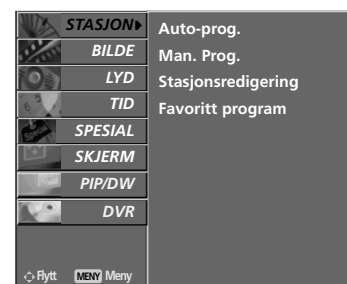 STASJON
BILDE
LYD
TID
SPESIAL
SKJERM
PIP/DW
DVR
Flytt MENY Meny
Auto-prog.
Man. Prog.
Stasjonsredigering
Favoritt program